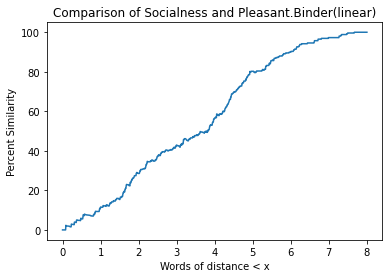 Comparison of Socialness and Pleasant.Binder(linear)
100
80
60
40
20
0
Percent Similarity
0 1 2 3 4 5 6 7 8
Words of distance < x